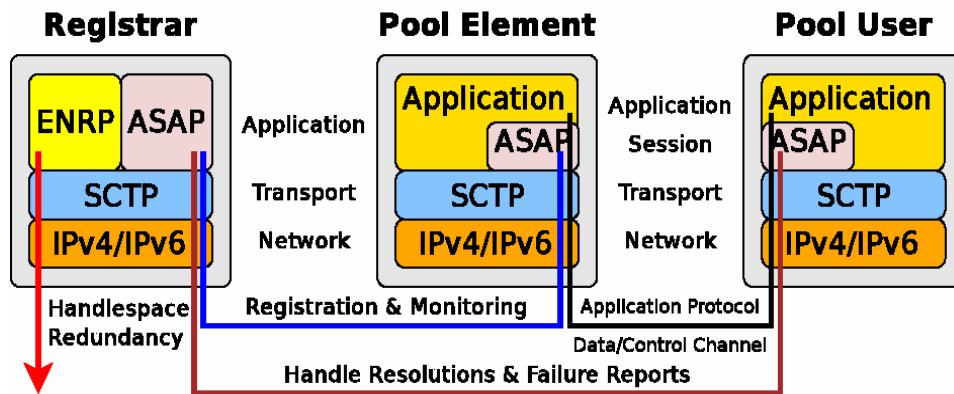 Registrar
Pool Element
Pool User
ENRP
ASAP
Application
Application
ASAP
Application
Session
Application
ASAP
SCTP
Transport
SCTP
Transport
SCTP
IPv4/IPv6
Network
IPv4/IPv6
Network
IPv4/IPv6
Handlespace
Redundancy
Registration & Monitoring
Application Protocol
Data/Control Channel
Handle Resolutions & Failure Reports